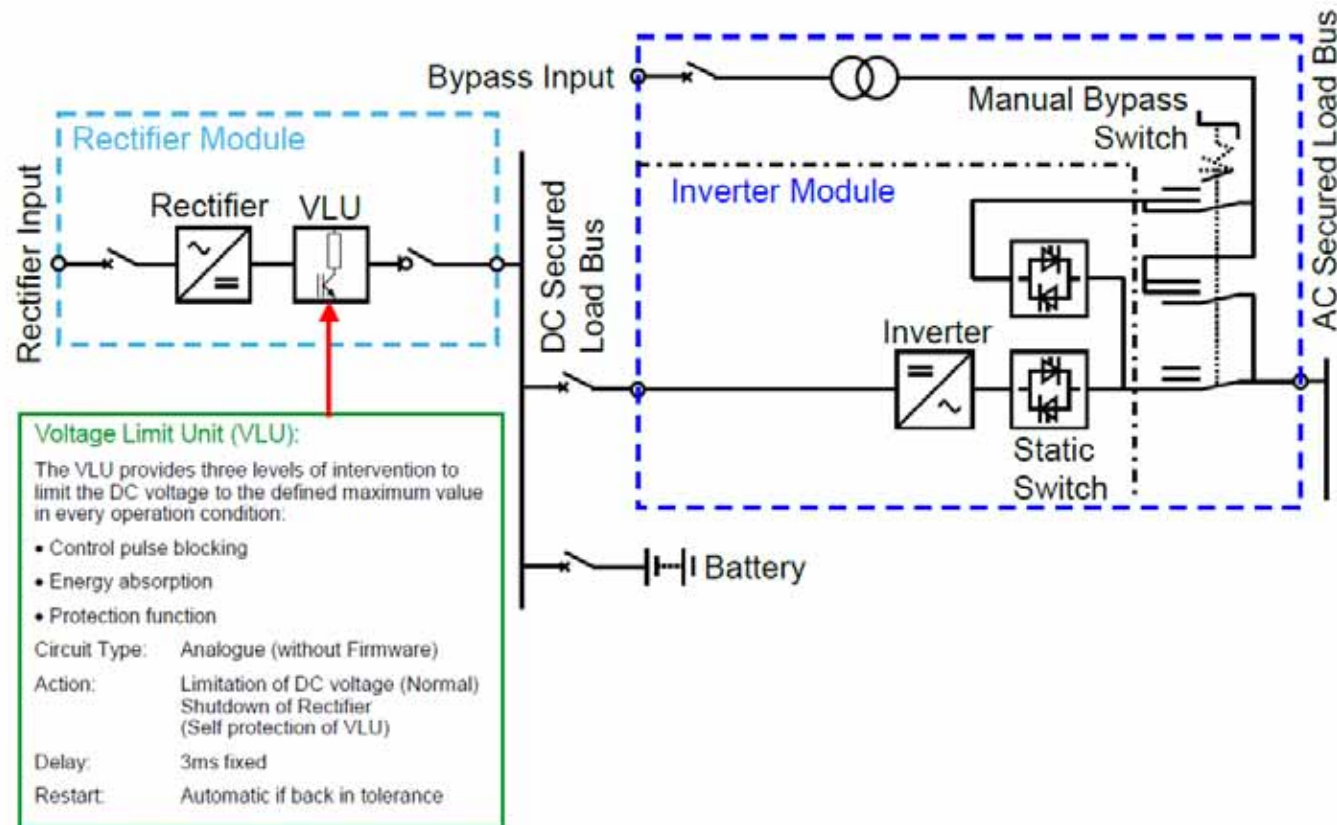 Bypass Input
Manual Bypass
Switch
AC Secured Load Bus
Rectifier Module
Rectifier Input
Rectifier
VLU
DC Secured
Load Bus
Inverter Module
Inverter
Static
Switch
Battery
Voltage Limit Unit (VLU):
The VLU provides three levels of intervention to
limit the DC voltage to the defined maximum value
in every operation condition:
• Control pulse blocking
• Energy absorption
• Protection function
Circuit Type: Analogue (without Firmware)
Action: Limitation of DC voltage (Normal)
Shutdown of Rectifier
(Self protection of VLU)
Delay: 3ms fixed
Restart: Automatic if back in tolerance